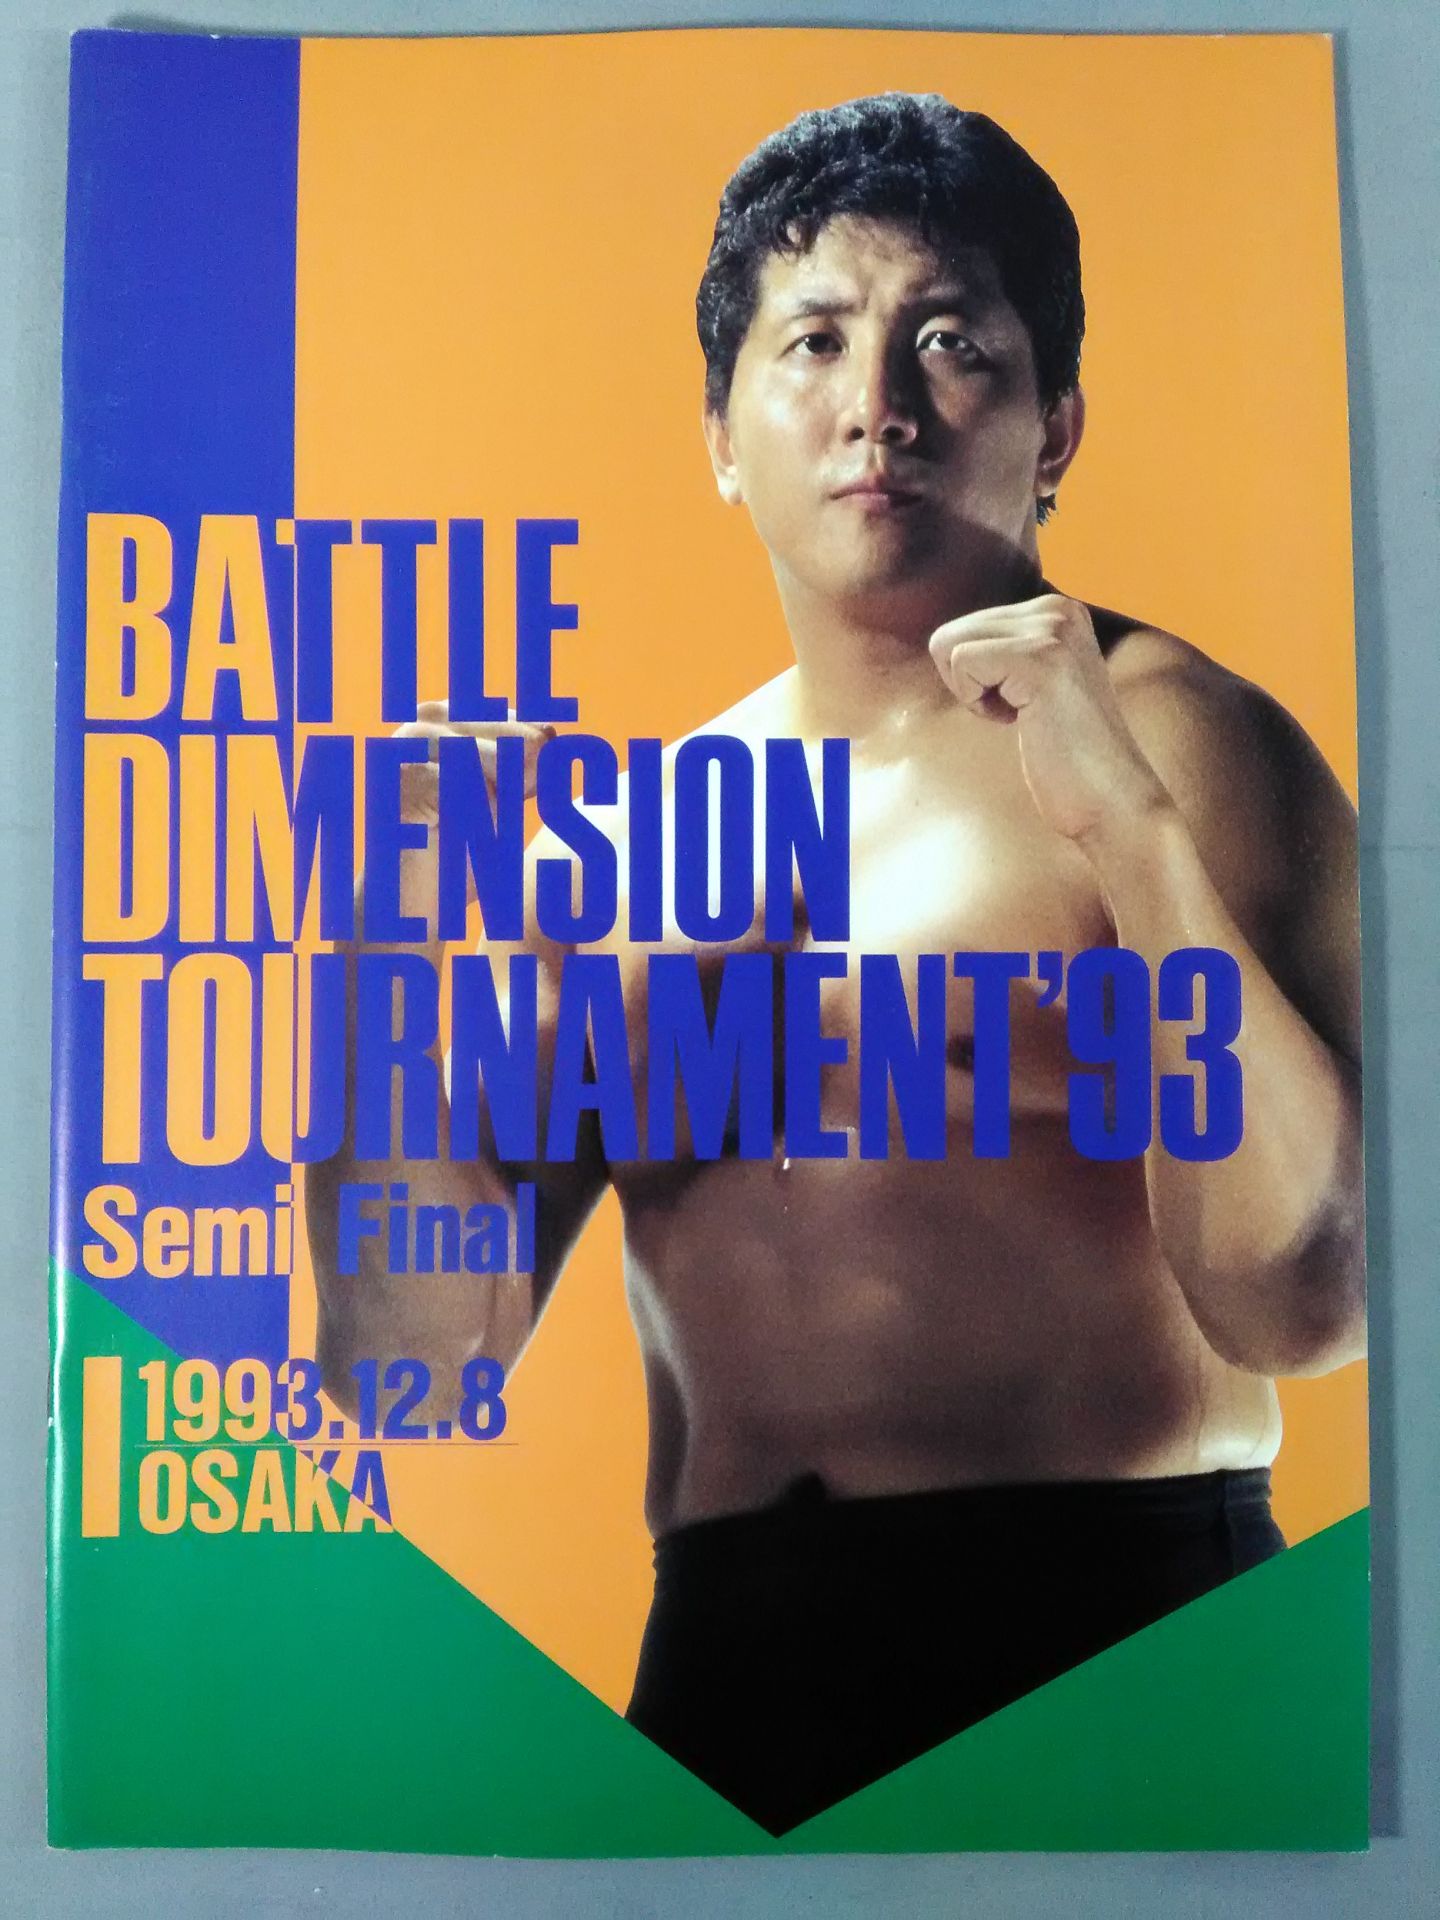 BATTLE
DIMENSION
TOURNAMENT'93
Semi Final
1993.12.8
OSAKA